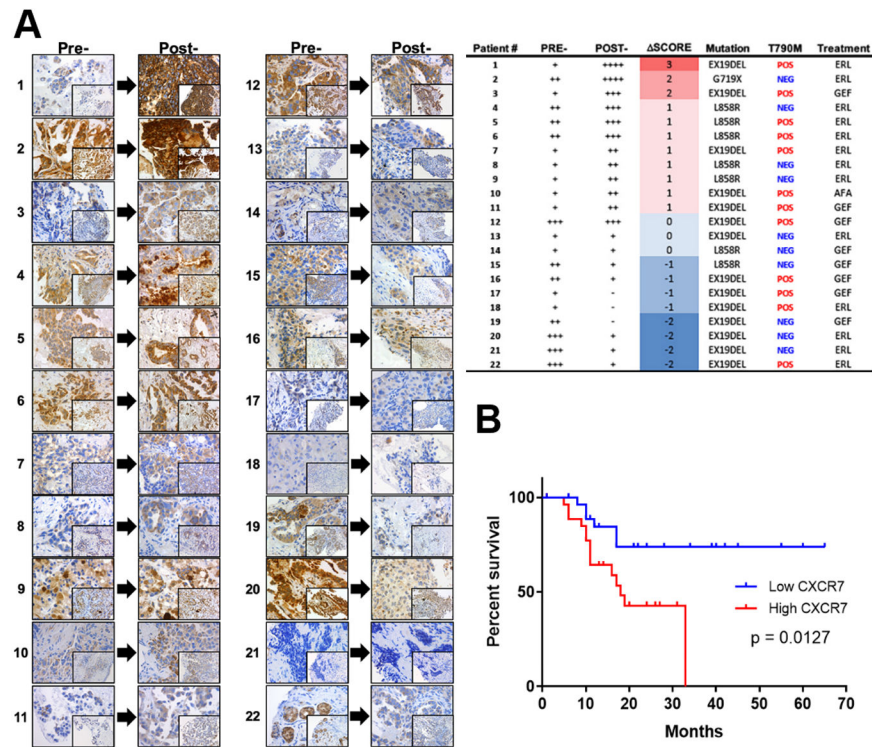 A
Pre- Post- Pre- Post-
1 12
2 13
3 14
4 15
5 16
6 17
7 18
8 19
9 20
10 21
11 22
Patient # PRE- POST- ΔSCORE Mutation T790M Treatment
1 + ++++ 3 EX19DEL POS ERL
2 ++ ++++ 2 G719X NEG ERL
3 + +++ 2 EX19DEL POS GEF
4 ++ +++ 1 L858R NEG ERL
5 ++ +++ 1 L858R POS ERL
6 ++ +++ 1 L858R POS ERL
7 + ++ 1 EX19DEL POS ERL
8 + ++ 1 L858R NEG ERL
9 + ++ 1 L858R NEG ERL
10 + ++ 1 EX19DEL POS AFA
11 + ++ 1 EX19DEL POS GEF
12 +++ +++ 0 EX19DEL POS GEF
13 + + 0 EX19DEL NEG ERL
14 + + 0 L858R NEG GEF
15 ++ + -1 L858R NEG GEF
16 ++ + -1 EX19DEL POS GEF
17 + - -1 EX19DEL POS GEF
18 + - -1 EX19DEL POS ERL
19 ++ - -2 EX19DEL NEG GEF
20 +++ + -2 EX19DEL NEG ERL
21 +++ + -2 EX19DEL NEG ERL
22 +++ + -2 EX19DEL POS ERL
B
Percent survival
100
50
0
Low CXCR7
High CXCR7
p = 0.0127
0 10 20 30 40 50 60 70
Months